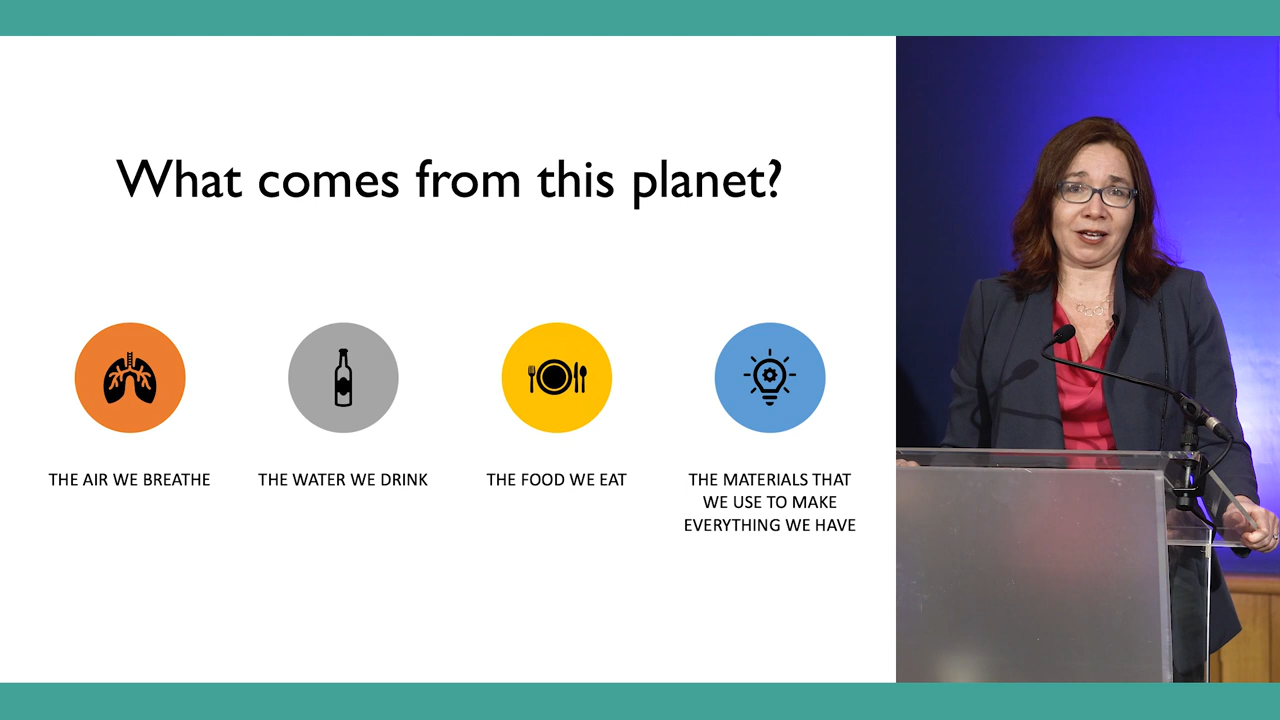 What comes from this planet?
THE AIR WE BREATHE
THE WATER WE DRINK
THE FOOD WE EAT
THE MATERIALS THAT
WE USE TO MAKE
EVERYTHING WE HAVE